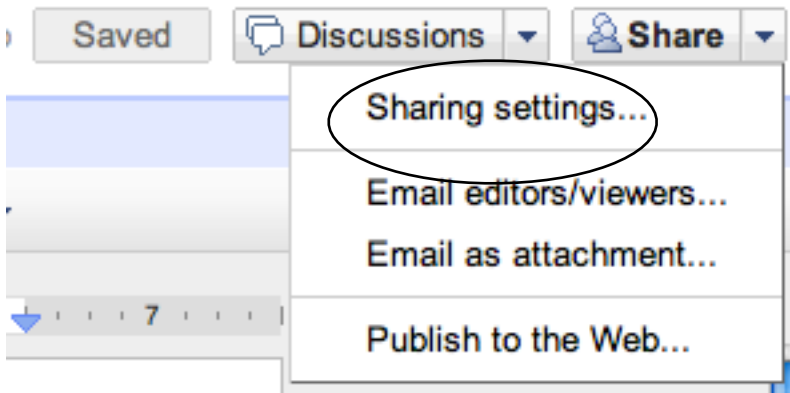 Saved Discussions Share
Sharing settings...
Email editors/viewers...
Email as attachment...
7
Publish to the Web...